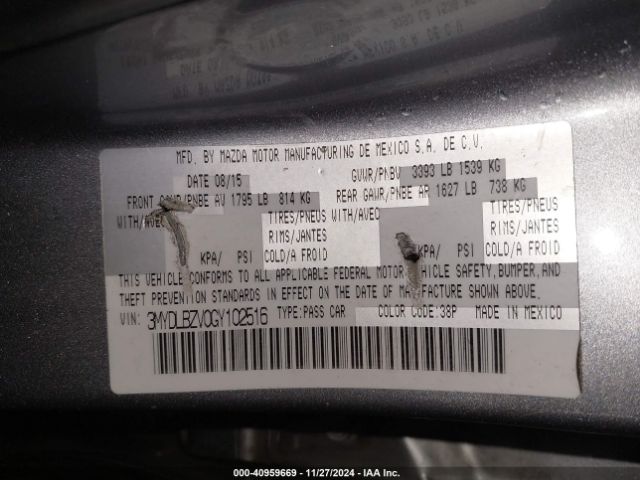 MFD. BY MAZDA MOTOR MANUFACTURING DE MEXICO S.A. DE C.V.
DATE 08/15 GVWR/PNBV 3393 LB 1539 KG
FRONT GAWR/PNBE AV 1795 LB 814 KG REAR GAWR/PNBE AR 1627 LB 738 KG
WITH/AVEC TIRES/PNEUS WITH/AVEC TIRES/PNEUS
RIMS/JANTES RIMS/JANTES
KPA/ PSI COLD/A FROID KPA/ PSI COLD/A FROID
THIS VEHICLE CONFORMS TO ALL APPLICABLE FEDERAL MOTOR VEHICLE SAFETY, BUMPER, AND
THEFT PREVENTION STANDARDS IN EFFECT ON THE DATE OF MANUFACTURE SHOWN ABOVE.
VIN: 3MYDLBZV0GY102516 TYPE:PASS CAR COLOR CODE:38P MADE IN MEXICO
000-40959669 - 11/27/2024 - IAA Inc.